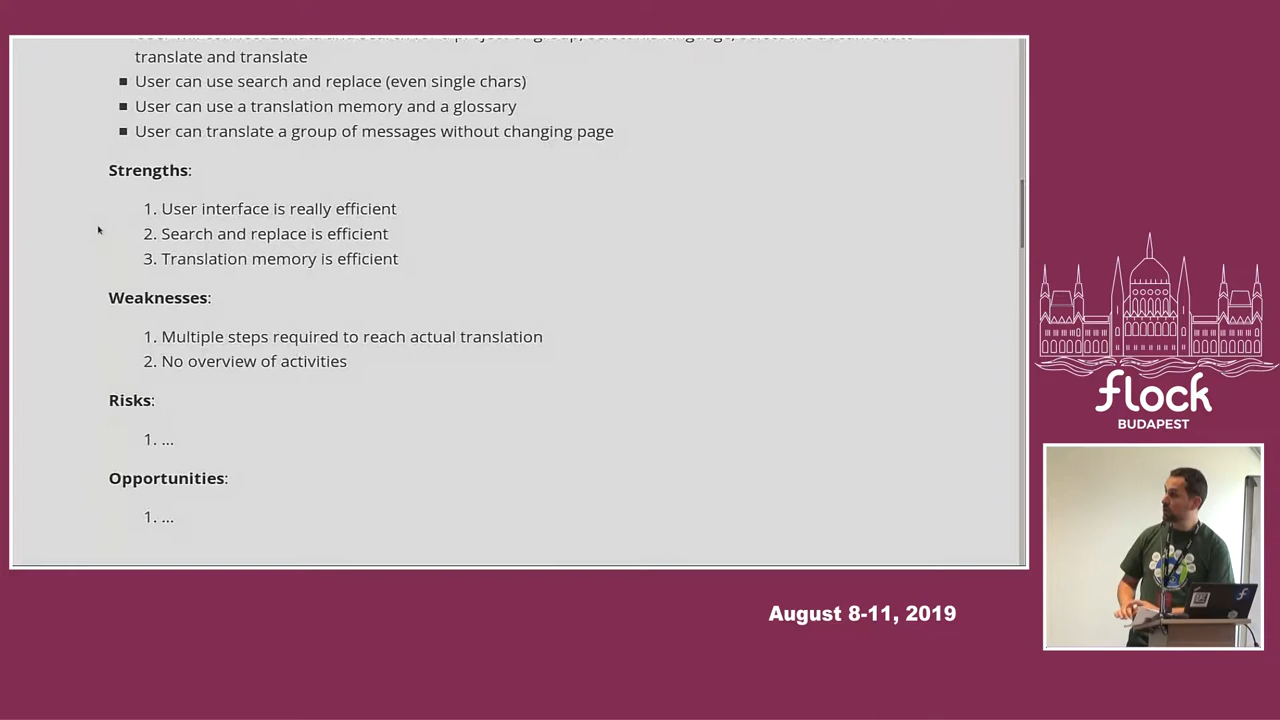 translate and translate
User can use search and replace (even single chars)
User can use a translation memory and a glossary
User can translate a group of messages without changing page
Strengths:
1. User interface is really efficient
2. Search and replace is efficient
3. Translation memory is efficient
Weaknesses:
1. Multiple steps required to reach actual translation
2. No overview of activities
Risks:
1. ...
Opportunities:
1. ...
flock
BUDAPEST
August 8-11, 2019